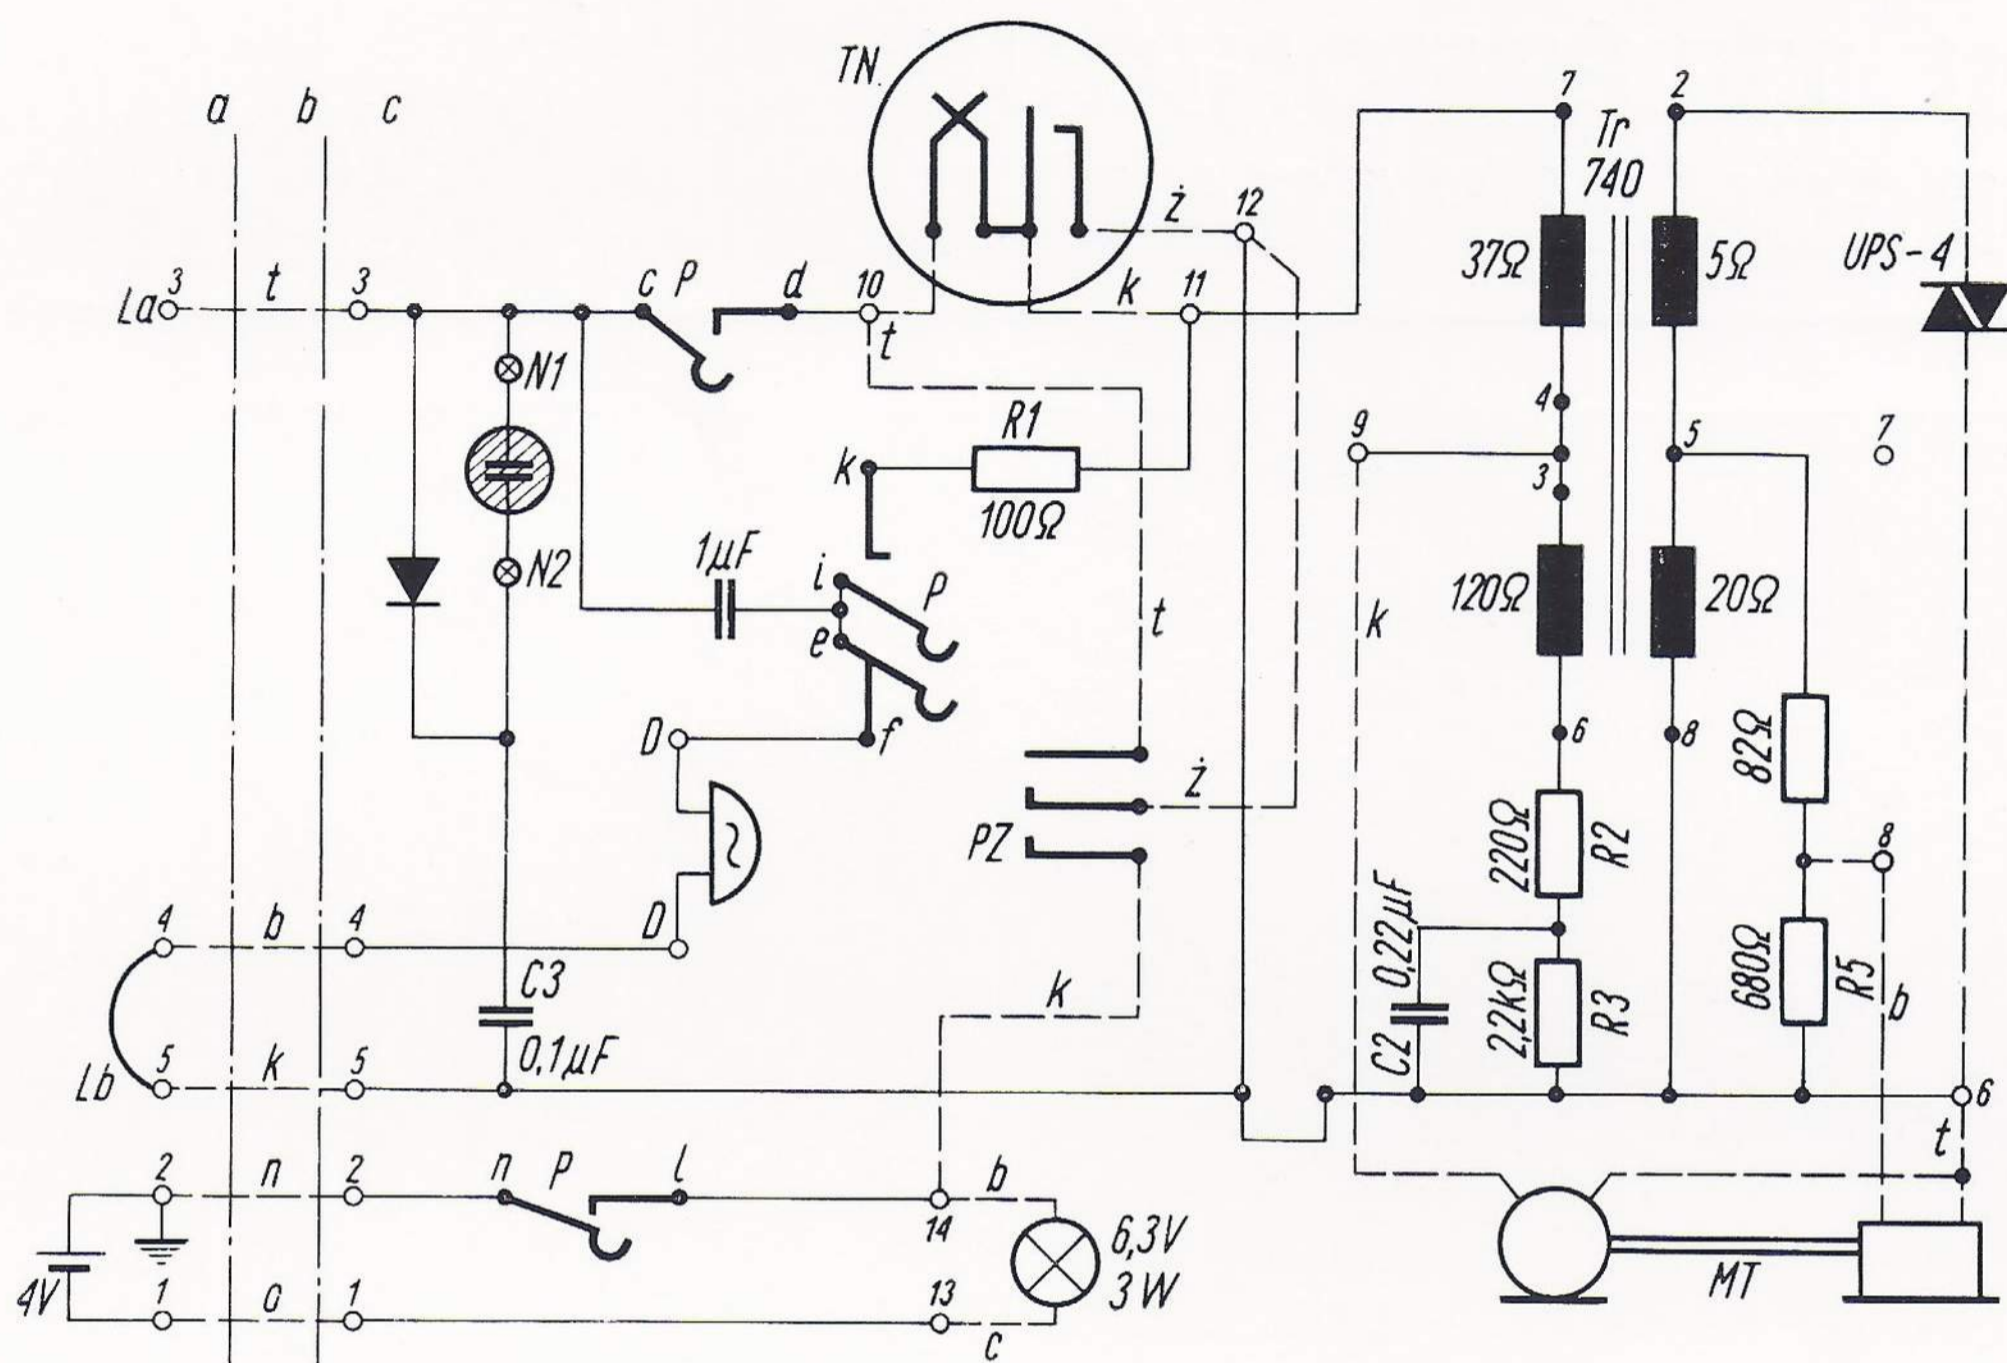 TN.
a b c
7 2
Tr
740
ż 12
37Ω 5Ω UPS-4
La 3 t 3 c P d 10 k 11
t
N1
4
R1
9 5 7
k
3
100Ω
N2
1μF
i P
120Ω 20Ω
t k
e
D f
6 8
ż
82Ω
PZ
220Ω R2
8
0,22μF
4 b 4 D
C3
k
680Ω R5
b
C2
2,2kΩ R3
0,1μF
Lb 5 k 5
6
t
2 n 2 n P l b
14
6,3V
3W
MT
4V 1 o 1 13
c